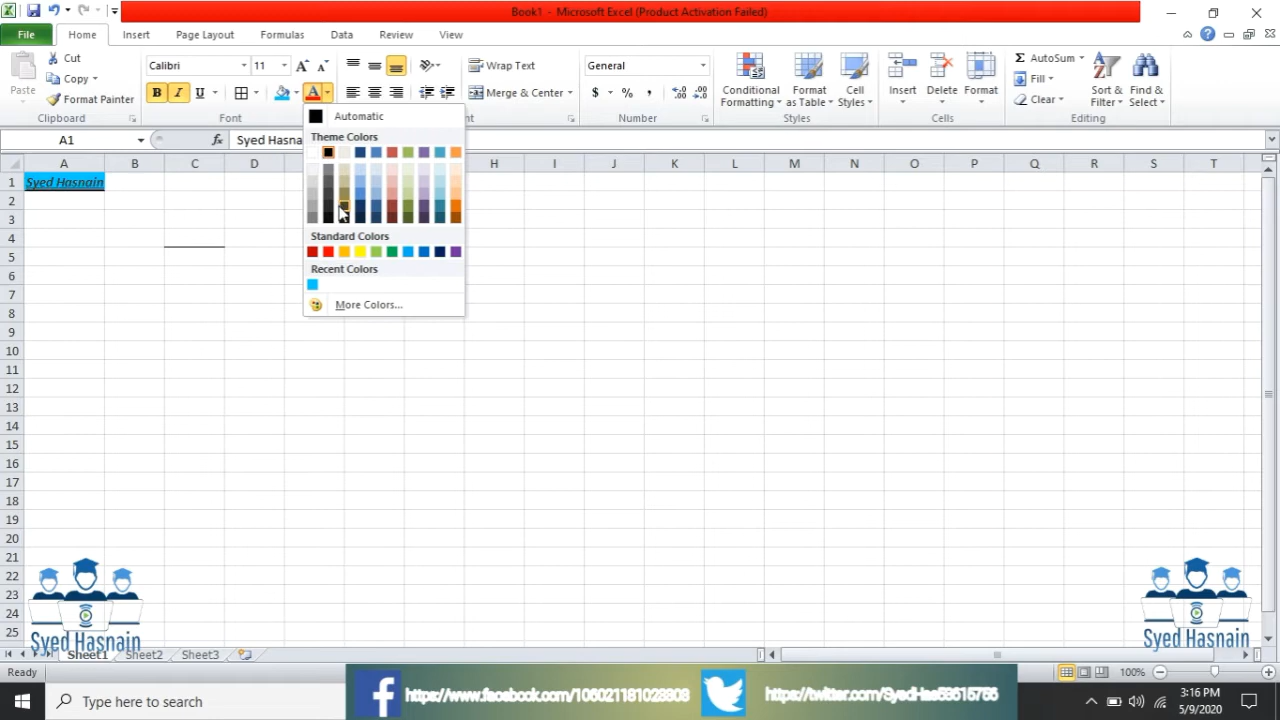 Book1 - Microsoft Excel (Product Activation Failed)
File Home Insert Page Layout Formulas Data Review View
Paste
Cut
Copy
Format Painter
Clipboard
Calibri 11
B I U A
Font
Wrap Text
Merge & Center
General
$ % ,
Number
Conditional Formatting
Format as Table
Cell Styles
Styles
Insert Delete Format
Cells
Σ AutoSum
Fill
Clear
Sort & Filter
Find & Select
Editing
A1 fx Syed Hasna
Automatic
Theme Colors
Standard Colors
Recent Colors
More Colors...
A B C D H I J K L M N O P Q R S T
1 Syed Hasnain
2
3
4
5
6
7
8
9
10
11
12
13
14
15
16
17
18
19
20
21
22
23
24
25
Syed Hasnain
Syed Hasnain
Sheet1 Sheet2 Sheet3
Ready 100%
Type here to search
3:16 PM
5/9/2020